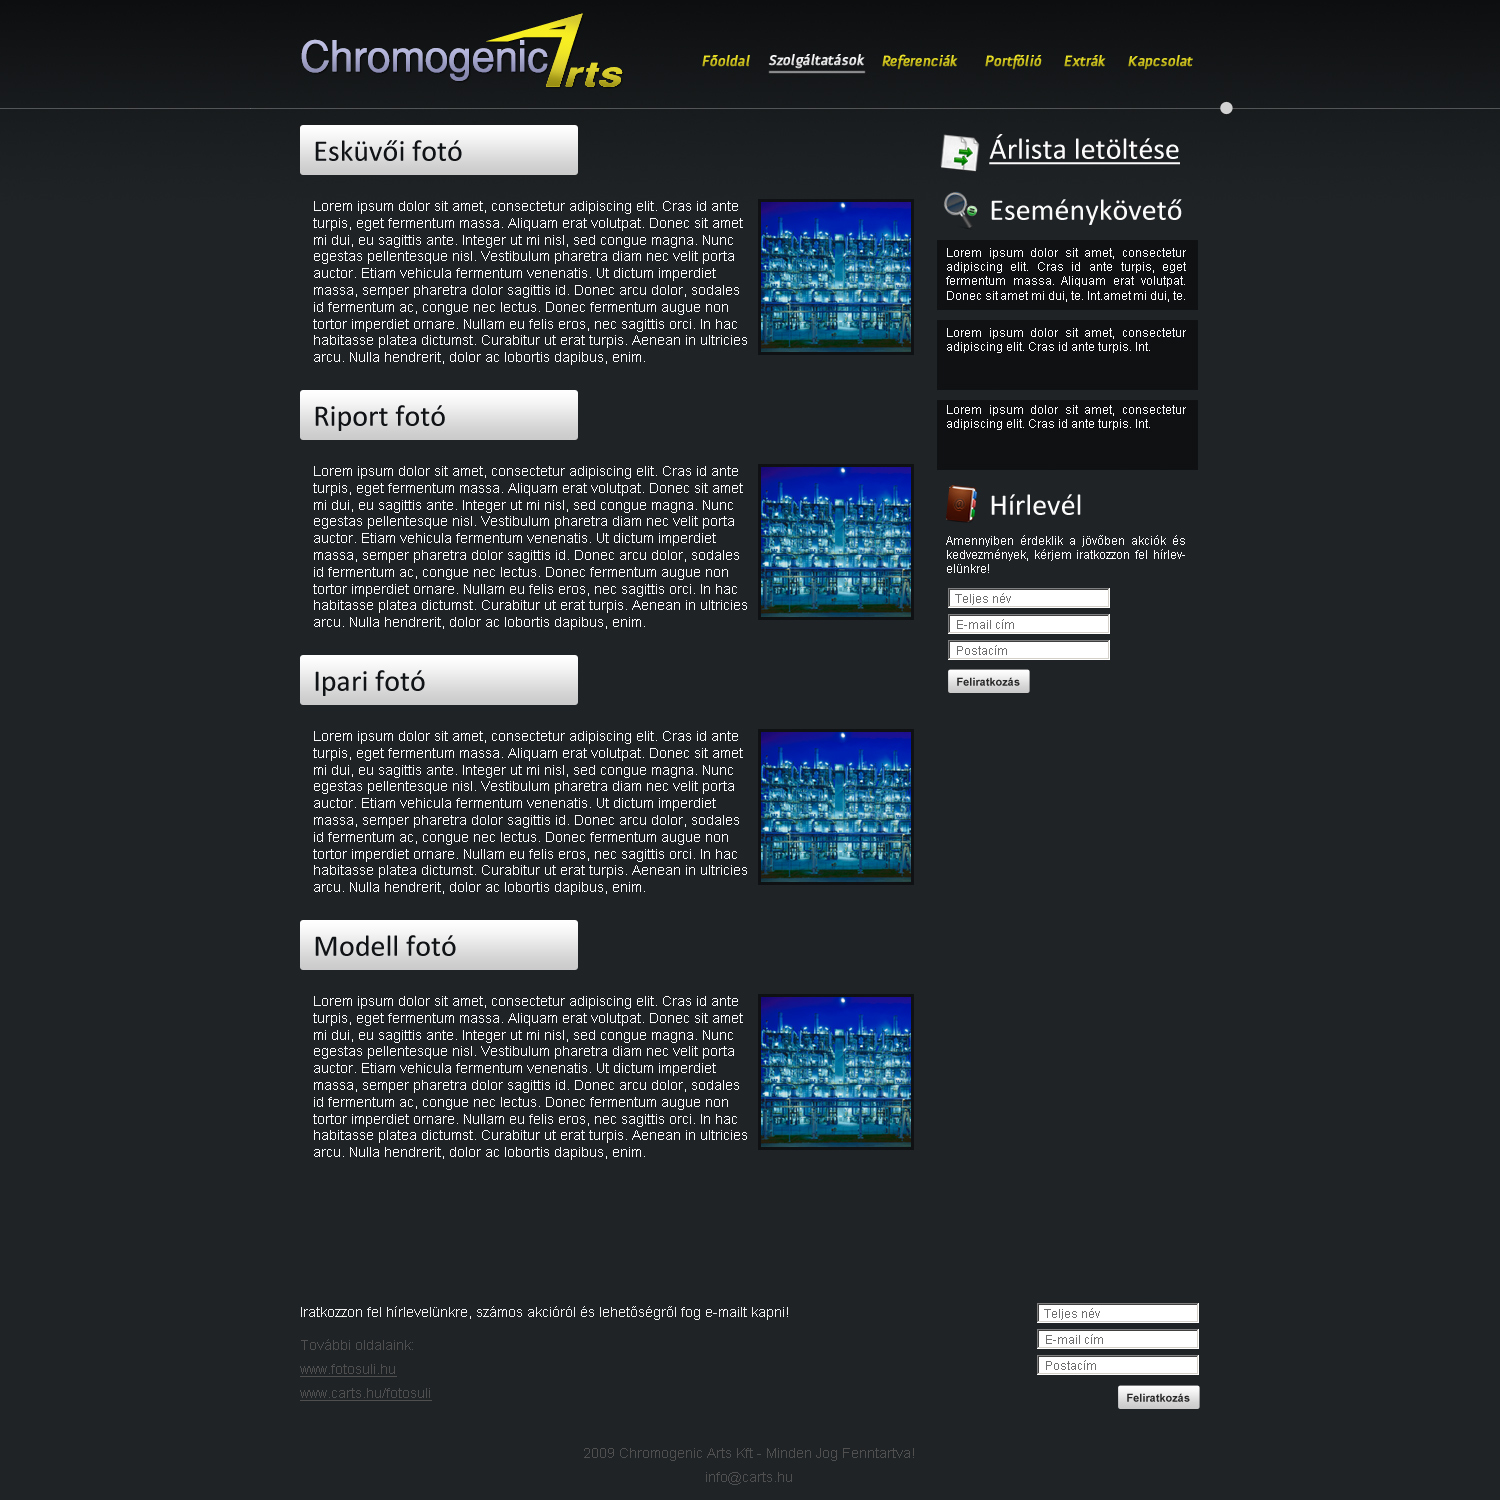 Chromogenic Arts
Főoldal Szolgáltatások Referenciák Portfólió Extrák Kapcsolat
Esküvői fotó
Lorem ipsum dolor sit amet, consectetur adipiscing elit. Cras id ante
turpis, eget fermentum massa. Aliquam erat volutpat. Donec sit amet
mi dui, eu sagittis ante. Integer ut mi nisl, sed congue magna. Nunc
egestas pellentesque nisl. Vestibulum pharetra diam nec velit porta
auctor. Etiam vehicula fermentum venenatis. Ut dictum imperdiet
massa, semper pharetra dolor sagittis id. Donec arcu dolor, sodales
id fermentum ac, congue nec lectus. Donec fermentum augue non
tortor imperdiet ornare. Nullam eu felis eros, nec sagittis orci. In hac
habitasse platea dictumst. Curabitur ut erat turpis. Aenean in ultricies
arcu. Nulla hendrerit, dolor ac lobortis dapibus, enim.
Riport fotó
Lorem ipsum dolor sit amet, consectetur adipiscing elit. Cras id ante
turpis, eget fermentum massa. Aliquam erat volutpat. Donec sit amet
mi dui, eu sagittis ante. Integer ut mi nisl, sed congue magna. Nunc
egestas pellentesque nisl. Vestibulum pharetra diam nec velit porta
auctor. Etiam vehicula fermentum venenatis. Ut dictum imperdiet
massa, semper pharetra dolor sagittis id. Donec arcu dolor, sodales
id fermentum ac, congue nec lectus. Donec fermentum augue non
tortor imperdiet ornare. Nullam eu felis eros, nec sagittis orci. In hac
habitasse platea dictumst. Curabitur ut erat turpis. Aenean in ultricies
arcu. Nulla hendrerit, dolor ac lobortis dapibus, enim.
Ipari fotó
Lorem ipsum dolor sit amet, consectetur adipiscing elit. Cras id ante
turpis, eget fermentum massa. Aliquam erat volutpat. Donec sit amet
mi dui, eu sagittis ante. Integer ut mi nisl, sed congue magna. Nunc
egestas pellentesque nisl. Vestibulum pharetra diam nec velit porta
auctor. Etiam vehicula fermentum venenatis. Ut dictum imperdiet
massa, semper pharetra dolor sagittis id. Donec arcu dolor, sodales
id fermentum ac, congue nec lectus. Donec fermentum augue non
tortor imperdiet ornare. Nullam eu felis eros, nec sagittis orci. In hac
habitasse platea dictumst. Curabitur ut erat turpis. Aenean in ultricies
arcu. Nulla hendrerit, dolor ac lobortis dapibus, enim.
Modell fotó
Lorem ipsum dolor sit amet, consectetur adipiscing elit. Cras id ante
turpis, eget fermentum massa. Aliquam erat volutpat. Donec sit amet
mi dui, eu sagittis ante. Integer ut mi nisl, sed congue magna. Nunc
egestas pellentesque nisl. Vestibulum pharetra diam nec velit porta
auctor. Etiam vehicula fermentum venenatis. Ut dictum imperdiet
massa, semper pharetra dolor sagittis id. Donec arcu dolor, sodales
id fermentum ac, congue nec lectus. Donec fermentum augue non
tortor imperdiet ornare. Nullam eu felis eros, nec sagittis orci. In hac
habitasse platea dictumst. Curabitur ut erat turpis. Aenean in ultricies
arcu. Nulla hendrerit, dolor ac lobortis dapibus, enim.
Árlista letöltése
Eseménykövető
Lorem ipsum dolor sit amet, consectetur
adipiscing elit. Cras id ante turpis, eget
fermentum massa. Aliquam erat volutpat.
Donec sit amet mi dui, te. Int.amet mi dui, te.
Lorem ipsum dolor sit amet, consectetur
adipiscing elit. Cras id ante turpis. Int.
Lorem ipsum dolor sit amet, consectetur
adipiscing elit. Cras id ante turpis. Int.
Hírlevél
Amennyiben érdeklik a jövőben akciók és
kedvezmények, kérjem iratkozzon fel hírlev-
elünkre!
Teljes név
E-mail cím
Postacím
Feliratkozás
Iratkozzon fel hírlevelünkre, számos akcióról és lehetőségről fog e-mailt kapni!
További oldalaink:
www.fotosuli.hu
www.carts.hu/fotosuli
Teljes név
E-mail cím
Postacím
Feliratkozás
2009 Chromogenic Arts Kft - Minden Jog Fenntartva!
info@carts.hu